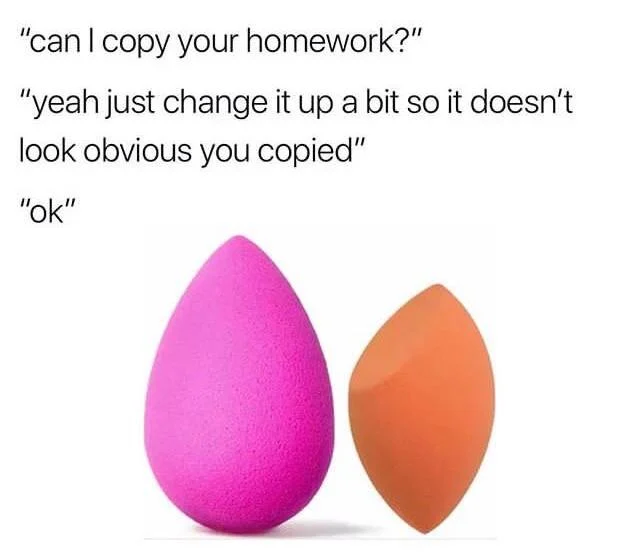 "can I copy your homework?"
"yeah just change it up a bit so it doesn't
look obvious you copied"
"ok"